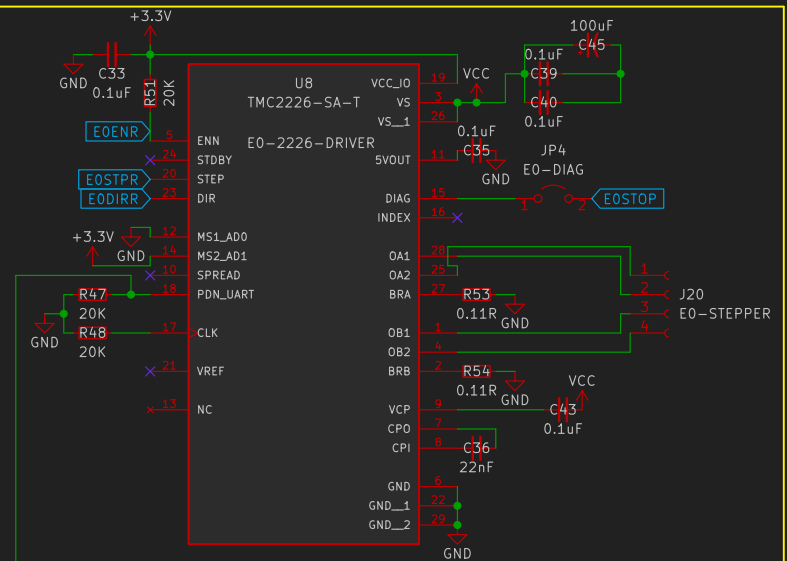 +3.3V
100uF
C45
0.1uF
C39
C40
0.1uF
GND
C33
0.1uF
R51
20K
U8
TMC2226-SA-T
E0-2226-DRIVER
VCC_IO
19
VCC
VS
3
VS__1
26
E0ENR
5
ENN
24
STDBY
E0STPR
20
STEP
E0DIRR
23
DIR
0.1uF
5VOUT
11
C35
GND
JP4
E0-DIAG
DIAG
15
1
2
E0STOP
INDEX
16
+3.3V
GND
12
MS1_AD0
14
MS2_AD1
10
SPREAD
R47
20K
18
PDN_UART
GND
R48
20K
17
CLK
21
VREF
13
NC
OA1
28
OA2
25
BRA
27
R53
0.11R
GND
OB1
1
OB2
4
BRB
2
R54
0.11R
GND
1
2
3
4
J20
E0-STEPPER
VCC
VCP
9
C43
0.1uF
CPO
7
CPI
8
C36
22nF
GND
6
GND__1
22
GND__2
29
GND